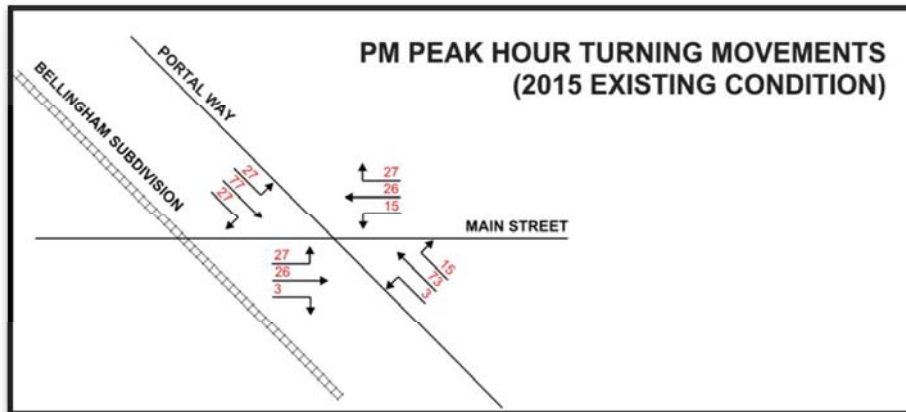 PM PEAK HOUR TURNING MOVEMENTS
(2015 EXISTING CONDITION)
PORTAL WAY
BELLINGHAM SUBDIVISION
27
77
27
27
26
15
MAIN STREET
27
26
3
15
73
3